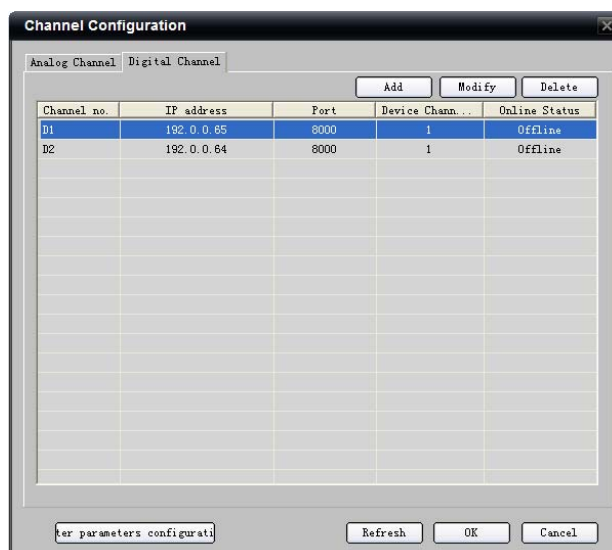 Channel Configuration
Analog Channel Digital Channel
Add Modify Delete
Channel no. IP address Port Device Chann... Online Status
D1 192.0.0.65 8000 1 Offline
D2 192.0.0.64 8000 1 Offline
ter parameters configurati Refresh OK Cancel